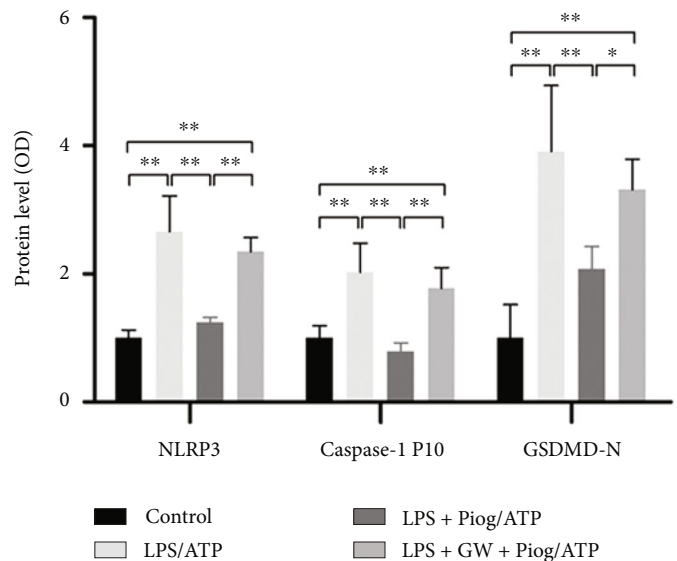 6
4
2
0
Protein level (OD)
**
** ** **
**
** ** **
**
** ** *
NLRP3 Caspase-1 P10 GSDMD-N
Control LPS + Piog/ATP
LPS/ATP LPS + GW + Piog/ATP